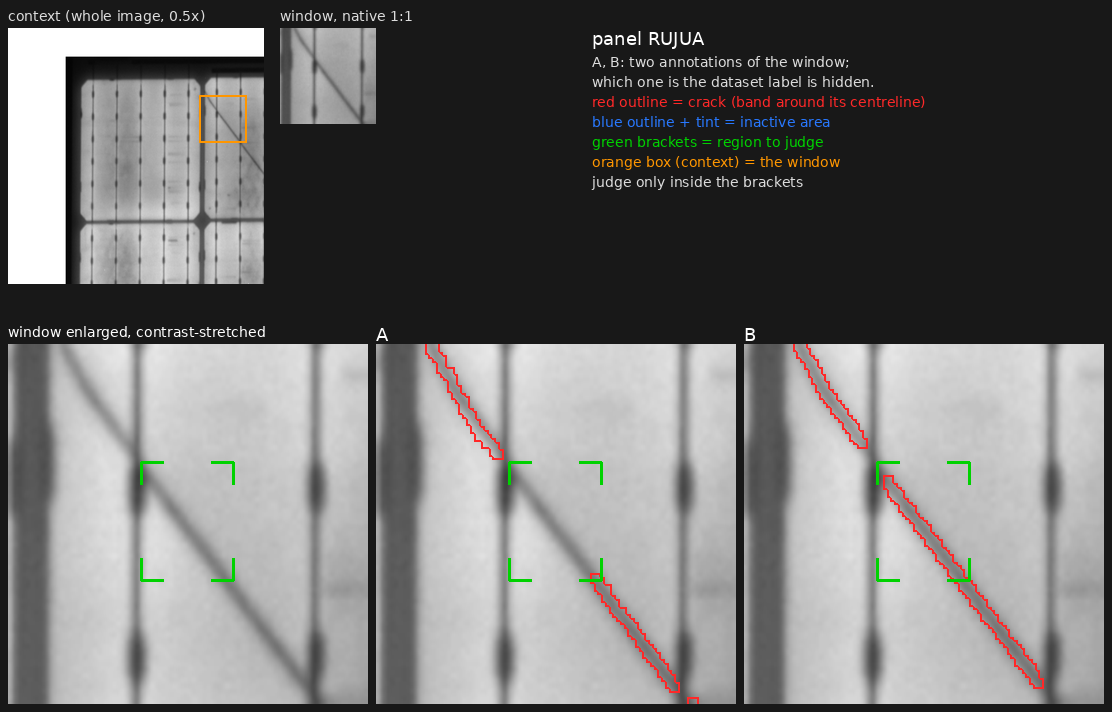 context (whole image, 0.5x)
window, native 1:1
panel RUJUA
A, B: two annotations of the window;
which one is the dataset label is hidden.
red outline = crack (band around its centreline)
blue outline + tint = inactive area
green brackets = region to judge
orange box (context) = the window
judge only inside the brackets
window enlarged, contrast-stretched
A
B